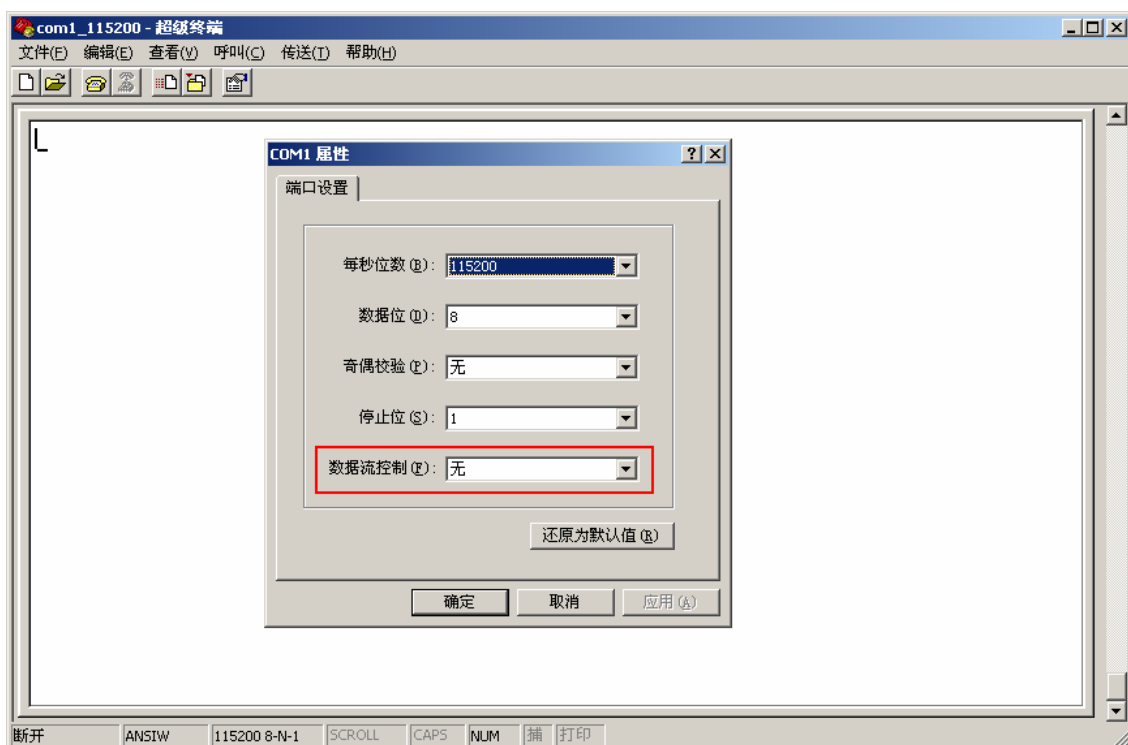 com1_115200 - 超级终端
文件(F) 编辑(E) 查看(V) 呼叫(C) 传送(T) 帮助(H)
COM1 属性
端口设置
每秒位数(B): 115200
数据位(D): 8
奇偶校验(P): 无
停止位(S): 1
数据流控制(F): 无
还原为默认值(R)
确定 取消 应用(A)
断开 ANSIW 115200 8-N-1 SCROLL CAPS NUM 捕 打印